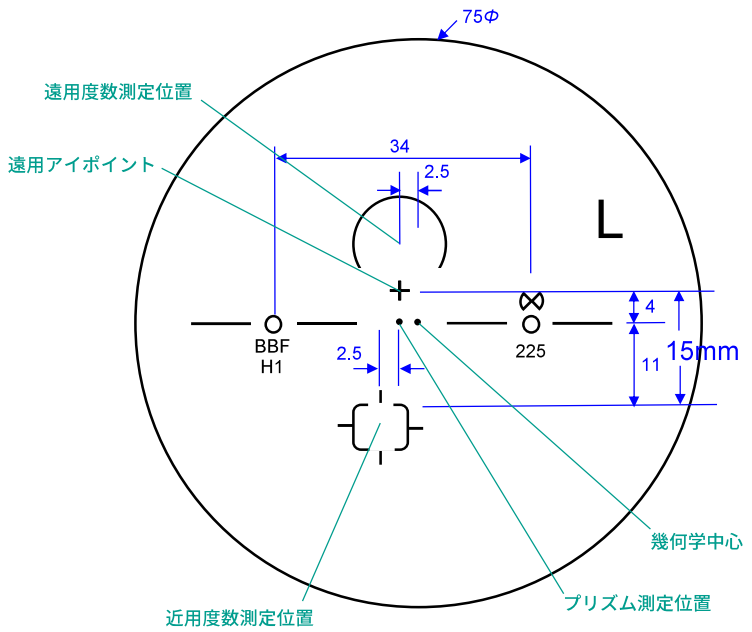 75Φ
遠用度数測定位置
34
遠用アイポイント
2.5
L
4
BBF
H1
225
2.5
11
15mm
幾何学中心
プリズム測定位置
近用度数測定位置